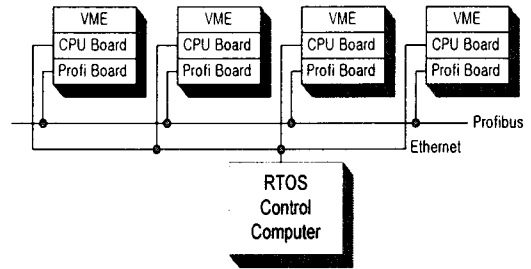 VME VME VME VME
CPU Board CPU Board CPU Board CPU Board
Profi Board Profi Board Profi Board Profi Board
Profibus
Ethernet
RTOS
Control
Computer